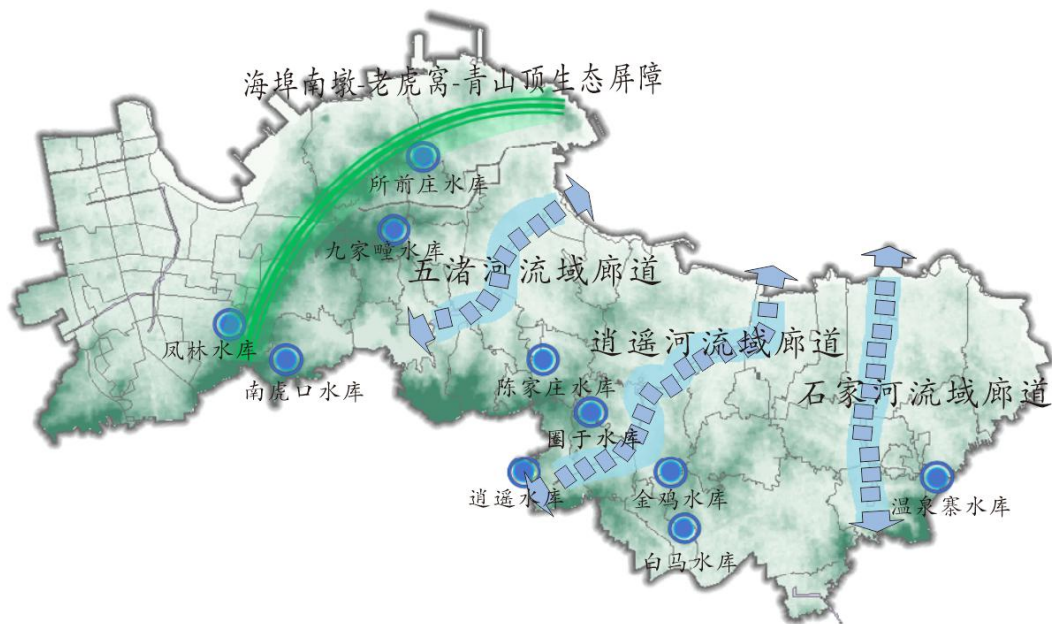 海埠南墩-老虎窝-青山顶生态屏障
所前庄水库
九家疃水库
五渚河流域廊道
凤林水库
南虎口水库
逍遥河流域廊道
陈家庄水库
石家河流域廊道
圈于水库
逍遥水库
金鸡水库
温泉寨水库
白马水库